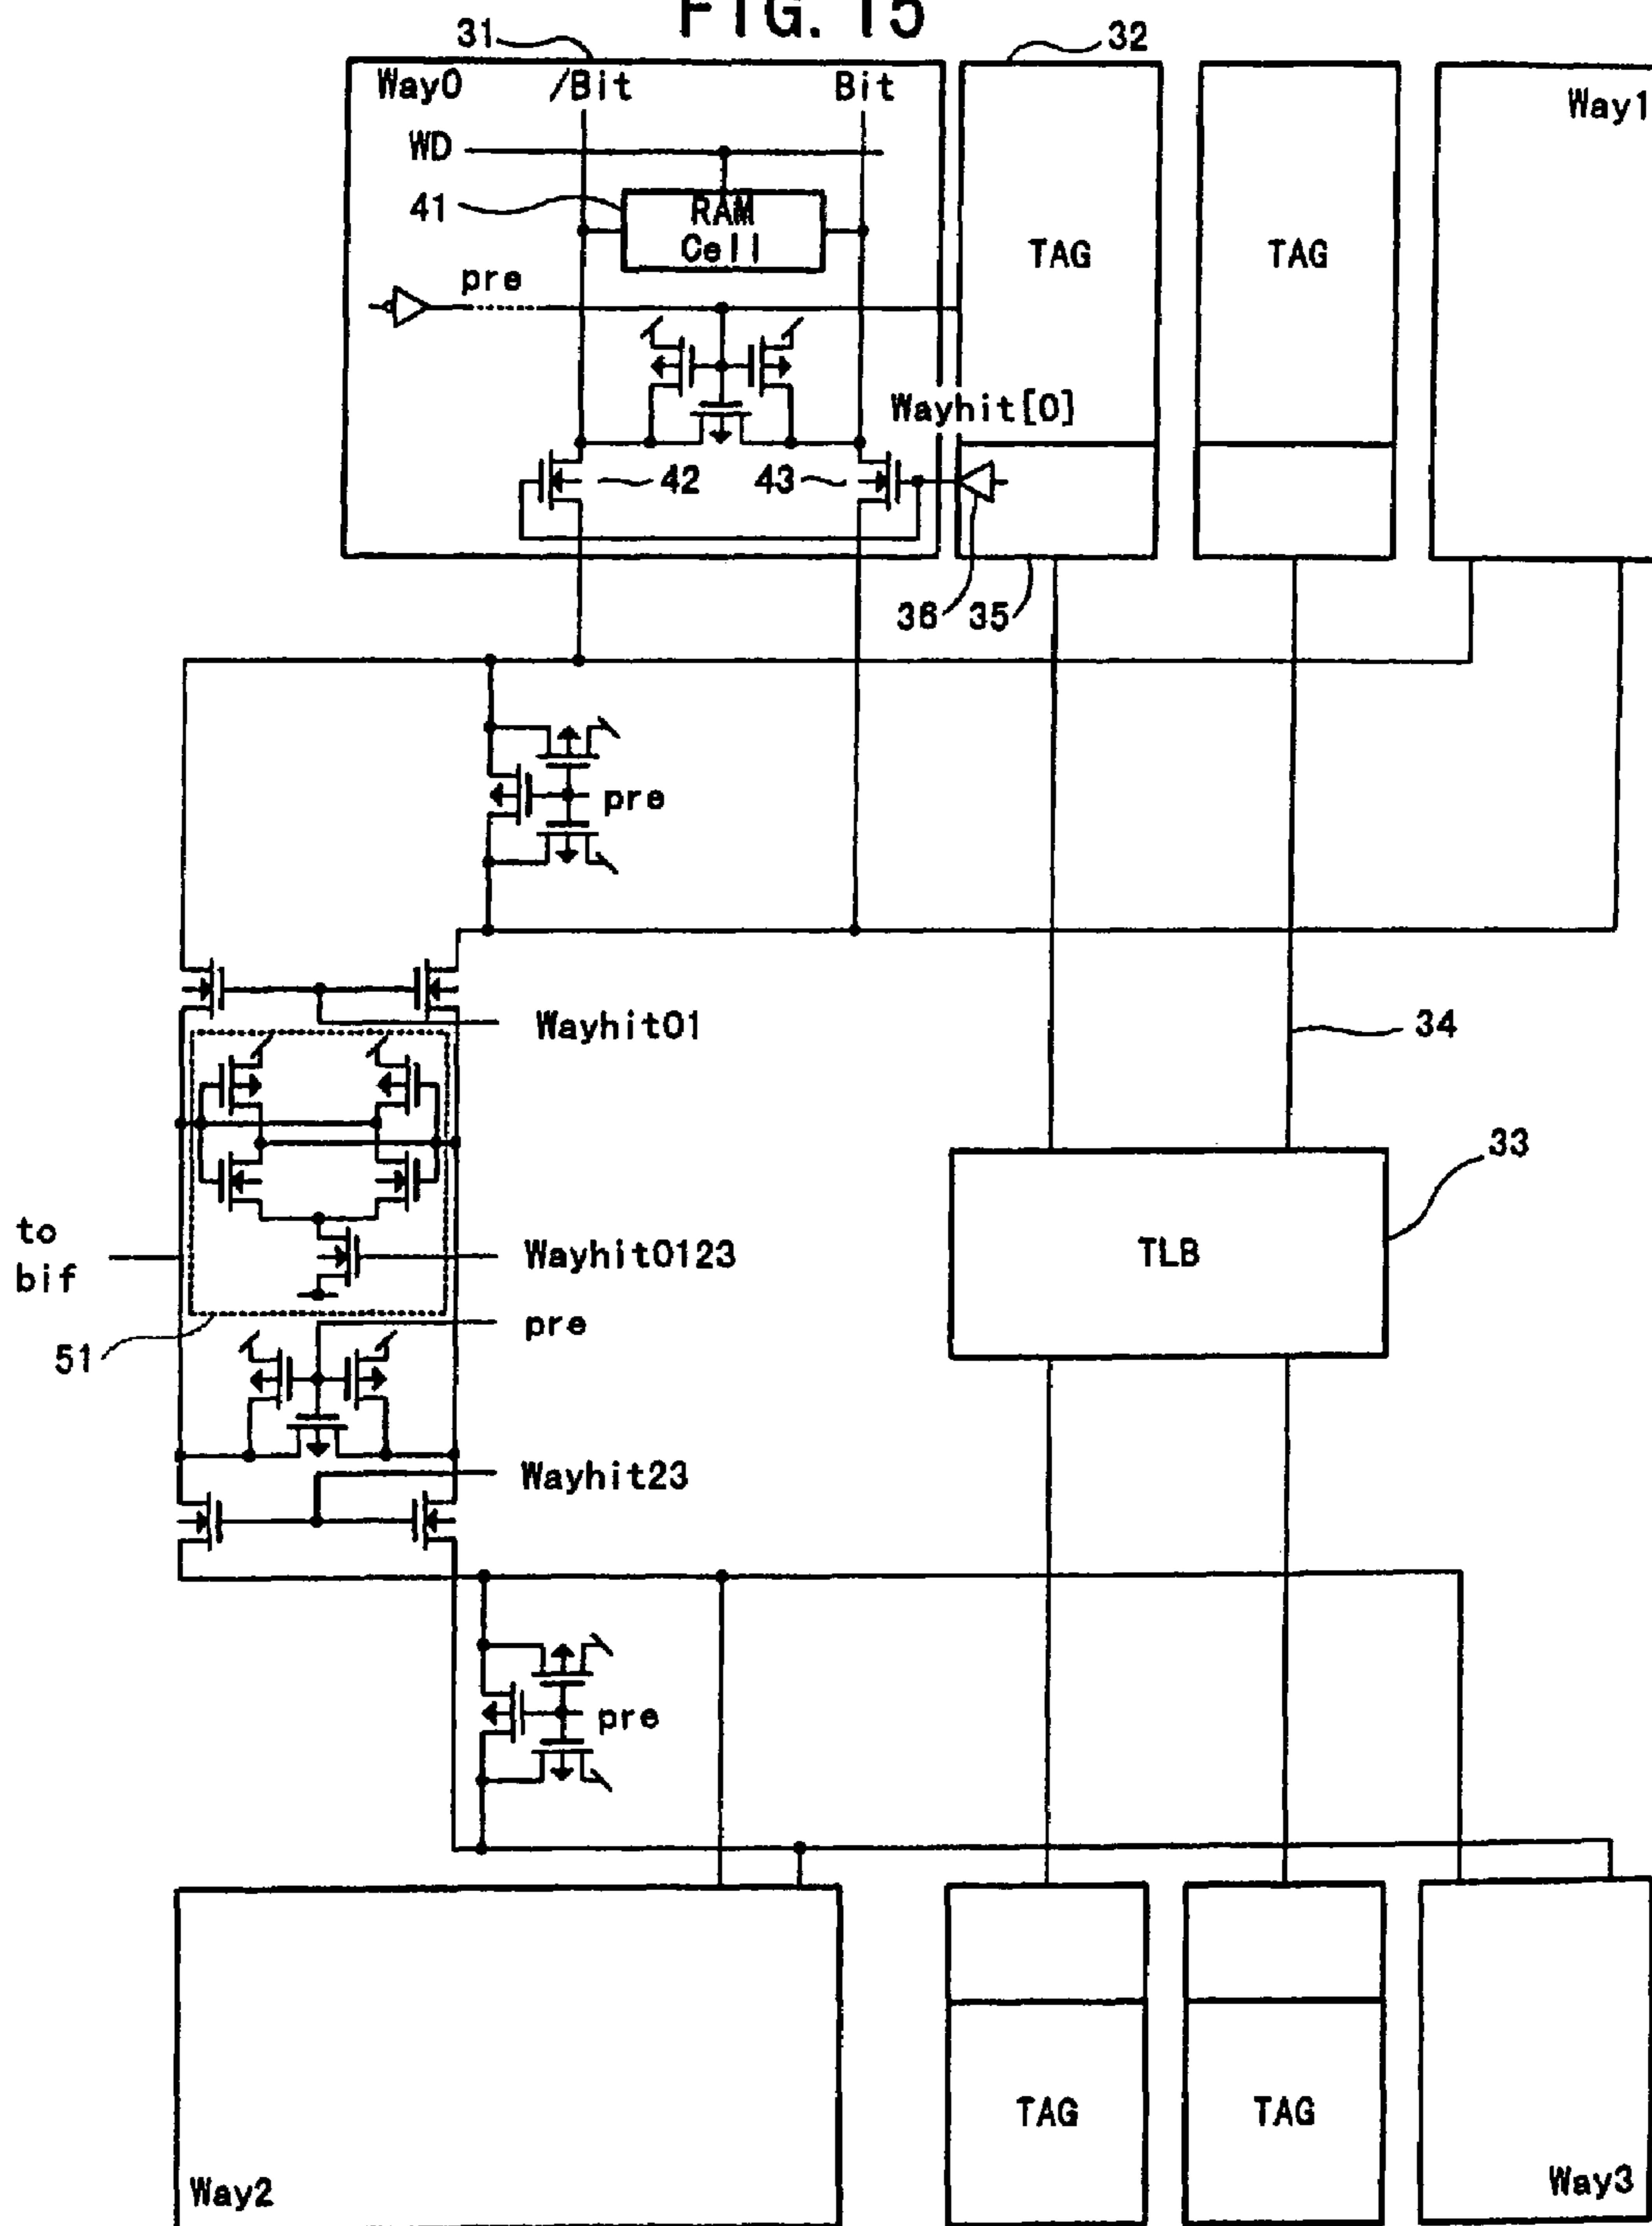 FIG. 15
31
32
Way0
/Bit
Bit
Way1
WD
41
RAM
Cell
TAG
TAG
pre
Wayhit[0]
42
43
36
35
pre
Wayhit01
34
33
to
bif
Wayhit0123
TLB
51
pre
Wayhit23
pre
TAG
TAG
Way2
Way3